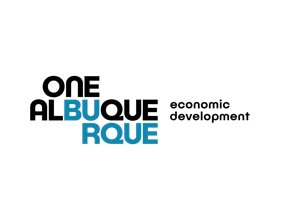 ONE
ALBUQUE
RQUE
economic
development